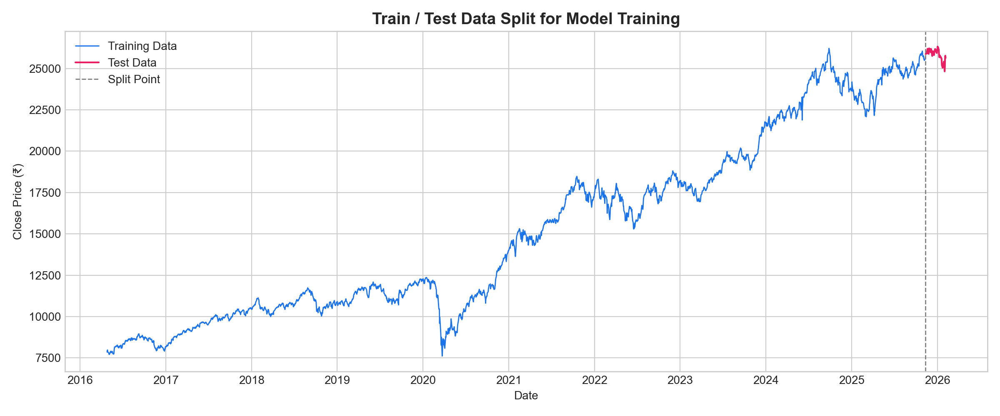 Train / Test Data Split for Model Training
Training Data
Test Data
Split Point
25000
22500
20000
17500
15000
12500
10000
7500
Close Price (₹)
2016 2017 2018 2019 2020 2021 2022 2023 2024 2025 2026
Date